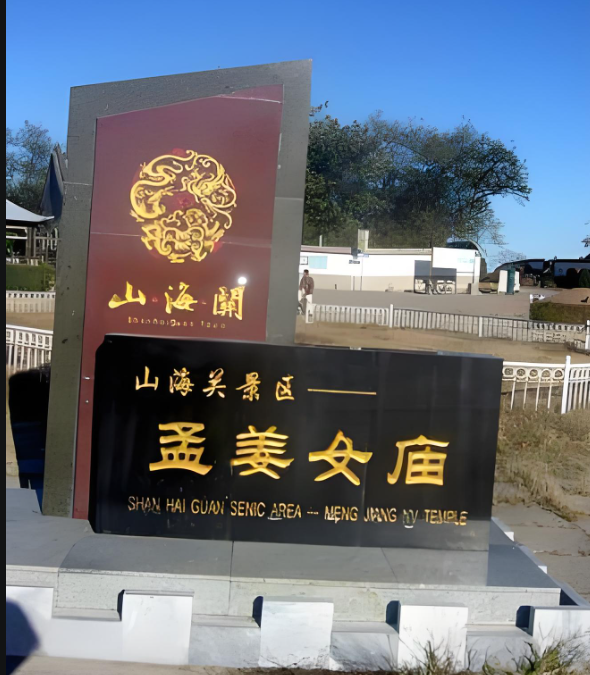 山·海·關
山海关景区——
孟姜女庙
SHAN HAI GUAN SENIC AREA --- MENG JIANG NV TEMPLE